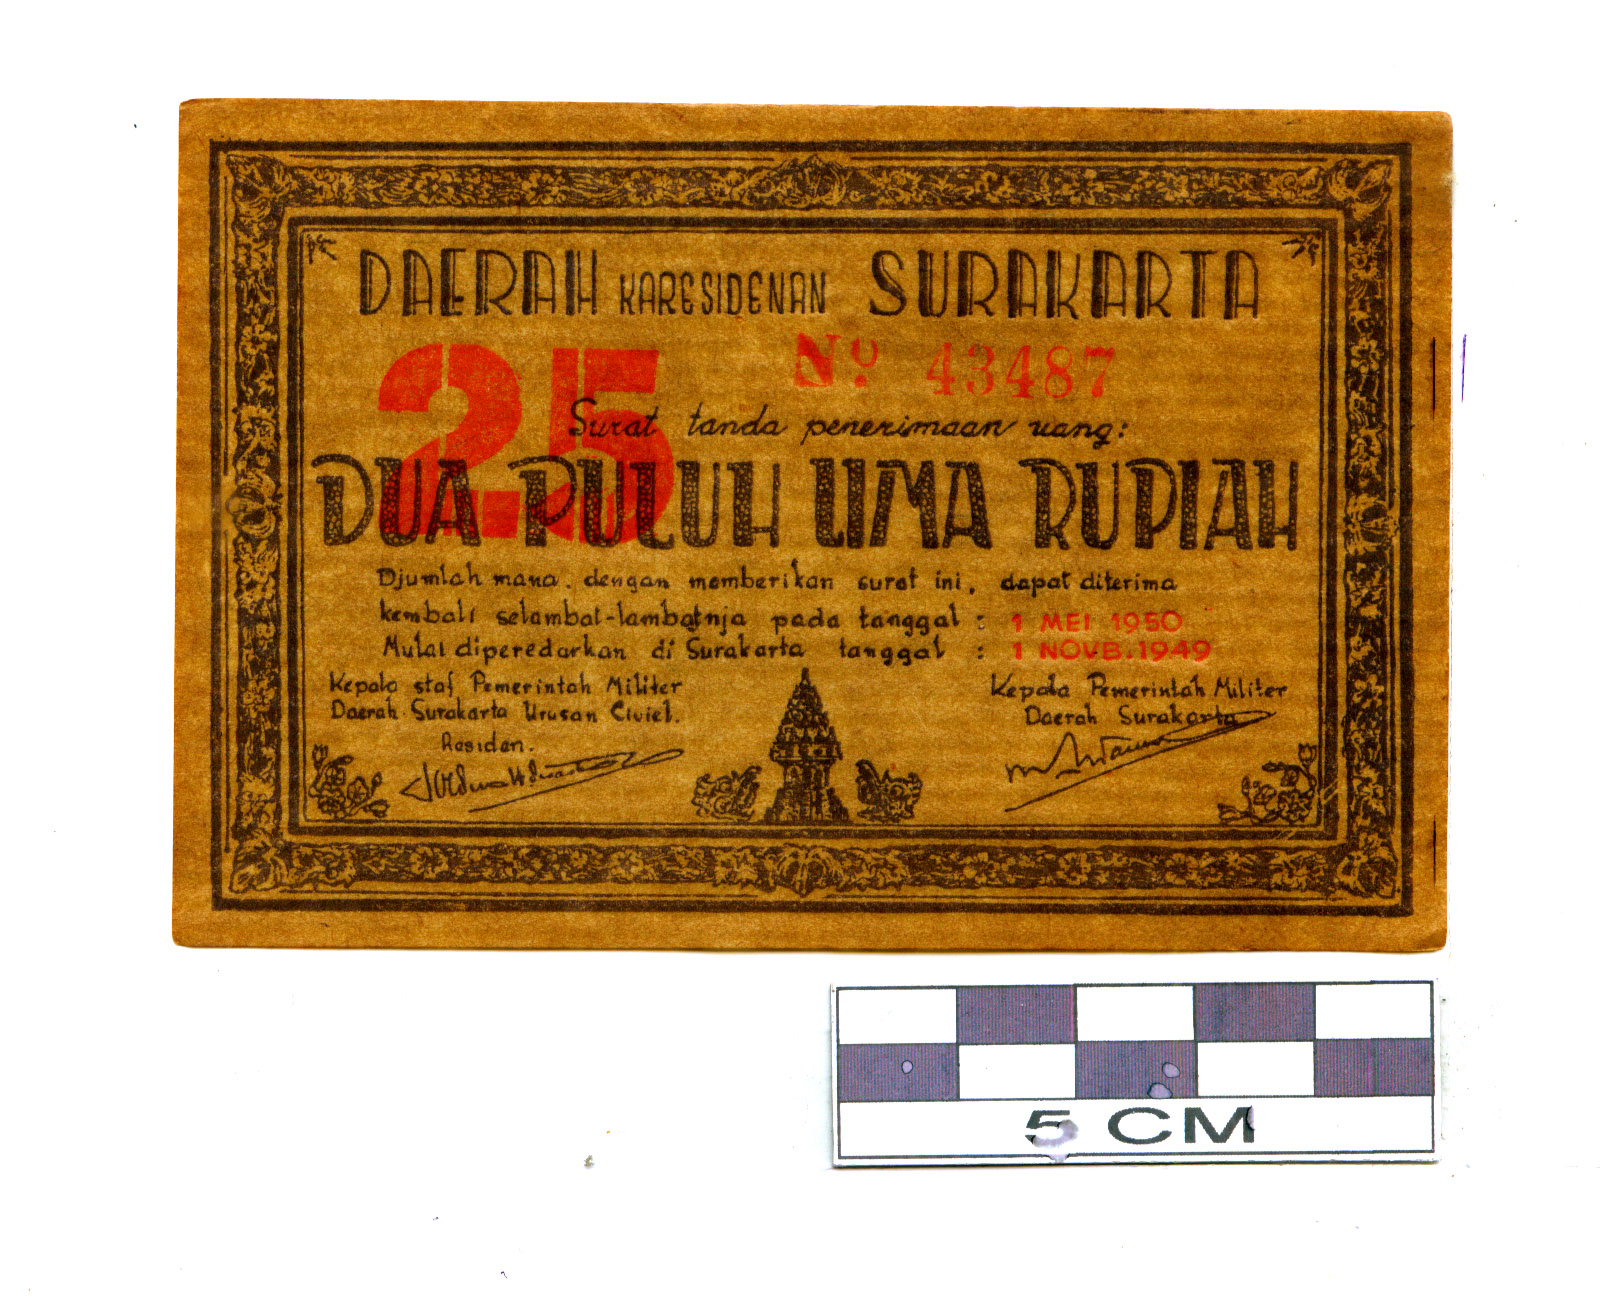 DAERAH KARESIDENAN SURAKARTA
25 No 43487
Surat tanda penerimaan uang:
DUA PULUH LIMA RUPIAH
Djumlah mana, dengan memberikan surat ini, dapat diterima
kembali selambat-lambatnja pada tanggal : 1 MEI 1950
Mulai diperedarkan di Surakarta tanggal : 1 NOVB. 1949
Kepala staf Pemerintah Militer
Daerah Surakarta Urusan Civiel.
Residen.
Kepala Pemerintah Militer
Daerah Surakarta
5 CM